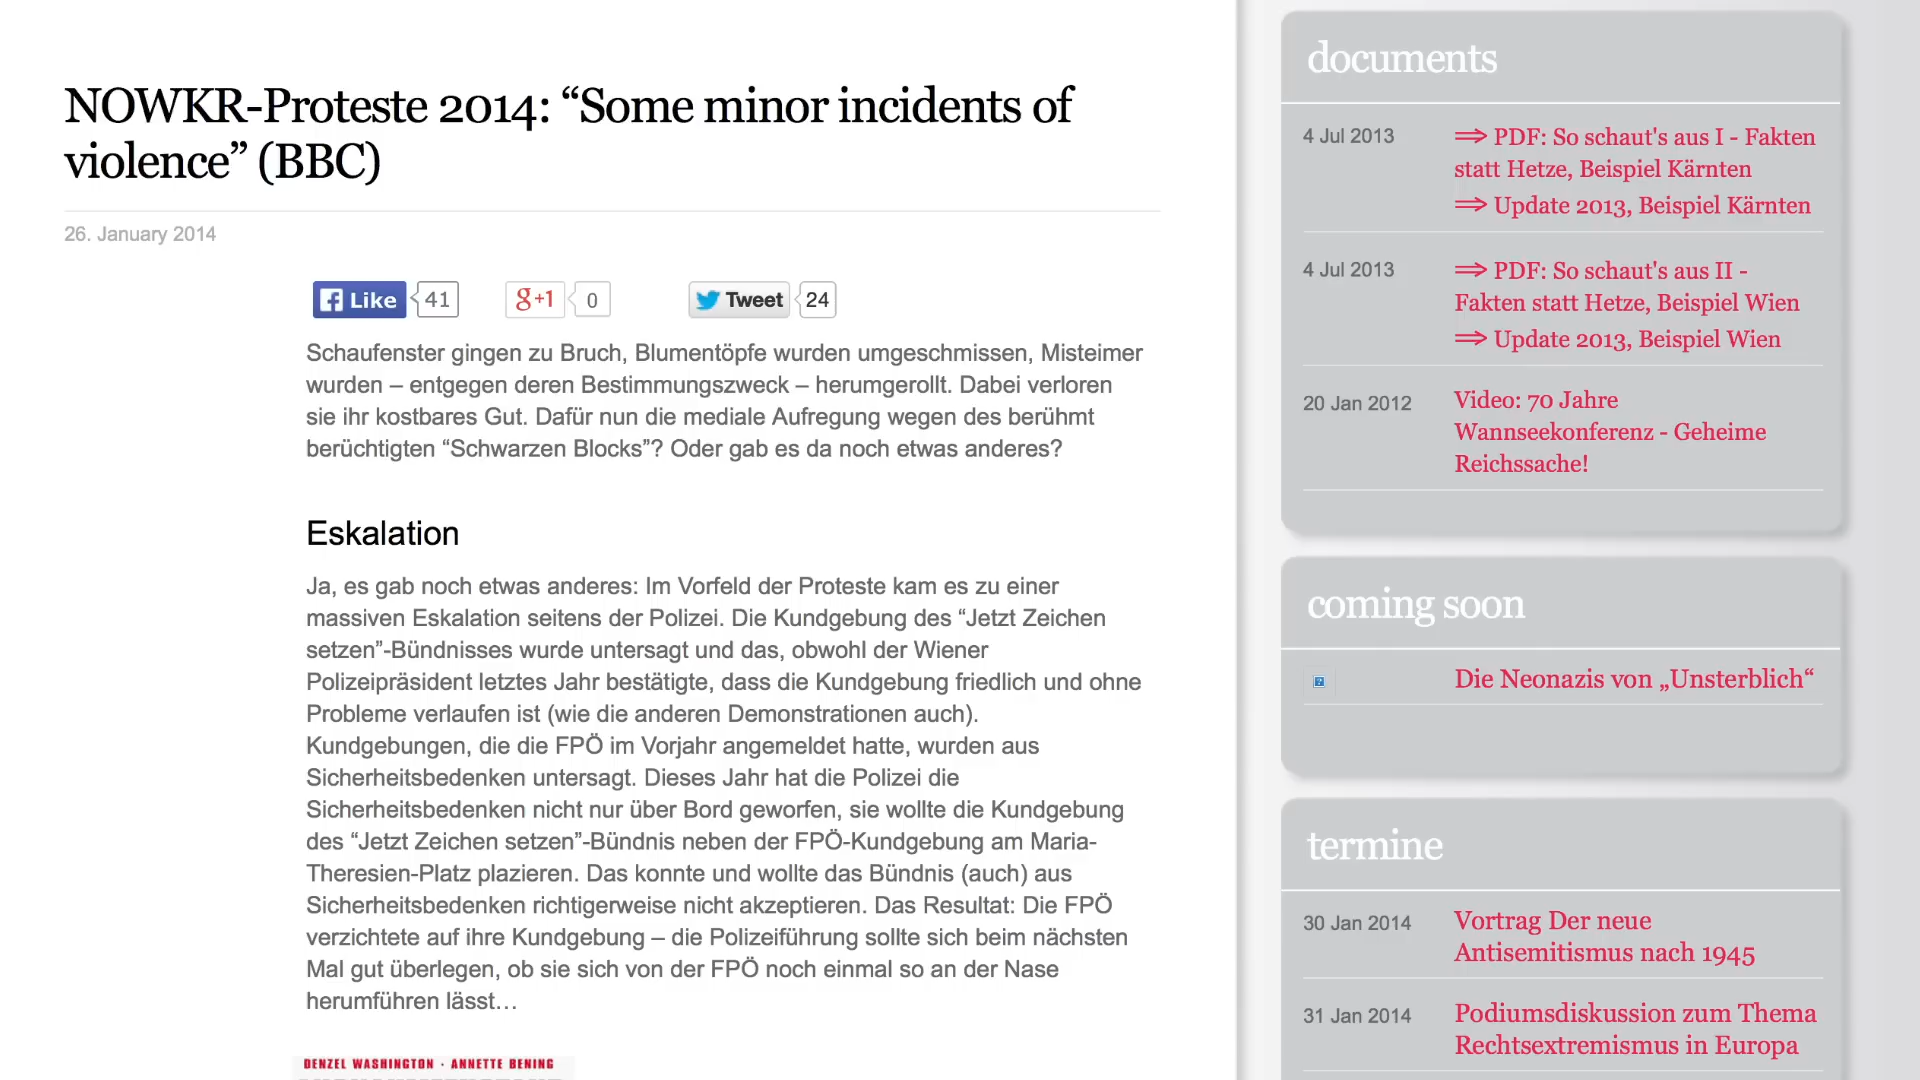 NOWKR-Proteste 2014: “Some minor incidents of
violence” (BBC)
26. January 2014
Like 41
g+1 0
Tweet 24
Schaufenster gingen zu Bruch, Blumentöpfe wurden umgeschmissen, Misteimer
wurden – entgegen deren Bestimmungszweck – herumgerollt. Dabei verloren
sie ihr kostbares Gut. Dafür nun die mediale Aufregung wegen des berühmt
berüchtigten “Schwarzen Blocks”? Oder gab es da noch etwas anderes?
Eskalation
Ja, es gab noch etwas anderes: Im Vorfeld der Proteste kam es zu einer
massiven Eskalation seitens der Polizei. Die Kundgebung des “Jetzt Zeichen
setzen”-Bündnisses wurde untersagt und das, obwohl der Wiener
Polizeipräsident letztes Jahr bestätigte, dass die Kundgebung friedlich und ohne
Probleme verlaufen ist (wie die anderen Demonstrationen auch).
Kundgebungen, die die FPÖ im Vorjahr angemeldet hatte, wurden aus
Sicherheitsbedenken untersagt. Dieses Jahr hat die Polizei die
Sicherheitsbedenken nicht nur über Bord geworfen, sie wollte die Kundgebung
des “Jetzt Zeichen setzen”-Bündnis neben der FPÖ-Kundgebung am Maria-
Theresien-Platz plazieren. Das konnte und wollte das Bündnis (auch) aus
Sicherheitsbedenken richtigerweise nicht akzeptieren. Das Resultat: Die FPÖ
verzichtete auf ihre Kundgebung – die Polizeiführung sollte sich beim nächsten
Mal gut überlegen, ob sie sich von der FPÖ noch einmal so an der Nase
herumführen lässt…
DENZEL WASHINGTON · ANNETTE BENING
documents
4 Jul 2013 ⇒ PDF: So schaut's aus I - Fakten
statt Hetze, Beispiel Kärnten
⇒ Update 2013, Beispiel Kärnten
4 Jul 2013 ⇒ PDF: So schaut's aus II -
Fakten statt Hetze, Beispiel Wien
⇒ Update 2013, Beispiel Wien
20 Jan 2012 Video: 70 Jahre
Wannseekonferenz - Geheime
Reichssache!
coming soon
Die Neonazis von „Unsterblich“
termine
30 Jan 2014 Vortrag Der neue
Antisemitismus nach 1945
31 Jan 2014 Podiumsdiskussion zum Thema
Rechtsextremismus in Europa